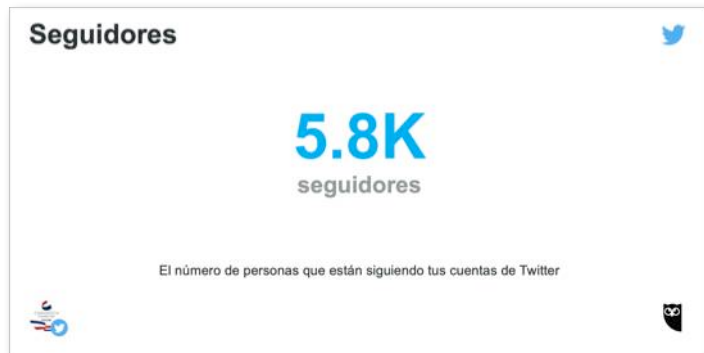 Seguidores
5.8K
seguidores
El número de personas que están siguiendo tus cuentas de Twitter